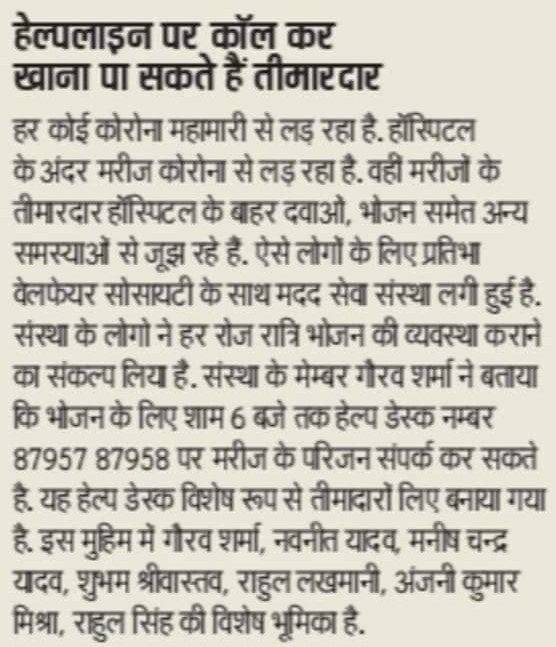 हेल्पलाइन पर कॉल कर
खाना पा सकते हैं तीमारदार
हर कोई कोरोना महामारी से लड़ रहा है. हॉस्पिटल
के अंदर मरीज कोरोना से लड़ रहा है. वहीं मरीजों के
तीमारदार हॉस्पिटल के बाहर दवाओं, भोजन समेत अन्य
समस्याओं से जूझ रहे हैं. ऐसे लोगों के लिए प्रतिभा
वेलफेयर सोसायटी के साथ मदद सेवा संस्था लगी हुई है.
संस्था के लोगो ने हर रोज रात्रि भोजन की व्यवस्था कराने
का संकल्प लिया है. संस्था के मेम्बर गौरव शर्मा ने बताया
कि भोजन के लिए शाम 6 बजे तक हेल्प डेस्क नम्बर
87957 87958 पर मरीज के परिजन संपर्क कर सकते
है. यह हेल्प डेस्क विशेष रूप से तीमादारों लिए बनाया गया
है. इस मुहिम में गौरव शर्मा, नवनीत यादव, मनीष चन्द्र
यादव, शुभम श्रीवास्तव, राहुल लखमानी, अंजनी कुमार
मिश्रा, राहुल सिंह की विशेष भूमिका है.